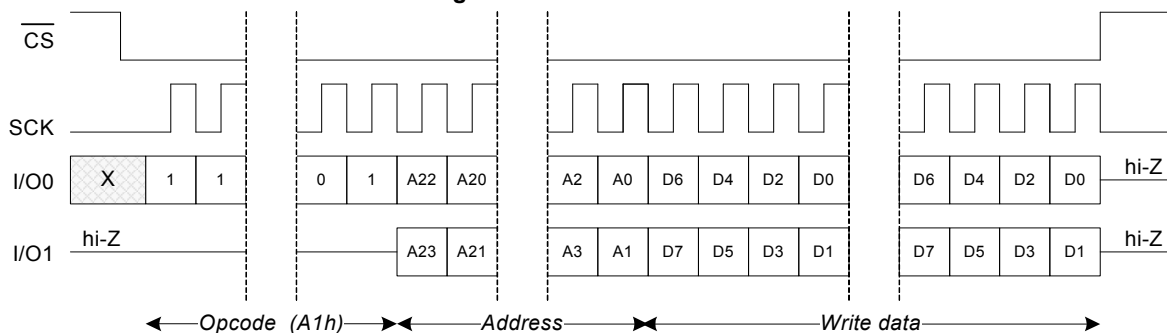 CS
SCK
I/O0 X 1 1 0 1 A22 A20 A2 A0 D6 D4 D2 D0 D6 D4 D2 D0 hi-Z
I/O1 hi-Z A23 A21 A3 A1 D7 D5 D3 D1 D7 D5 D3 D1 hi-Z
Opcode (A1h) Address Write data